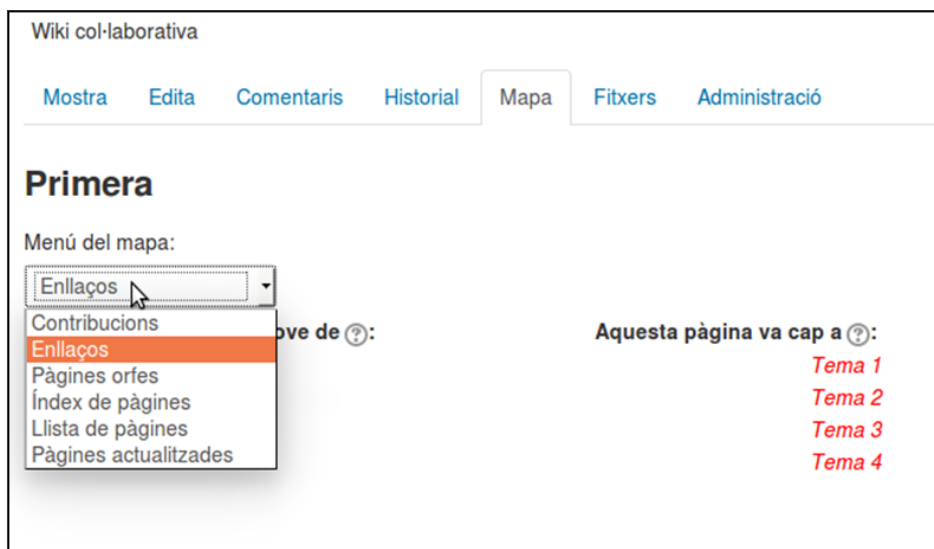 Wiki col·laborativa
Mostra Edita Comentaris Historial Mapa Fitxers Administració
Primera
Menú del mapa:
Enllaços
Contribucions
Enllaços
Pàgines orfes
Índex de pàgines
Llista de pàgines
Pàgines actualitzades
de ?:
Aquesta pàgina va cap a ?:
Tema 1
Tema 2
Tema 3
Tema 4